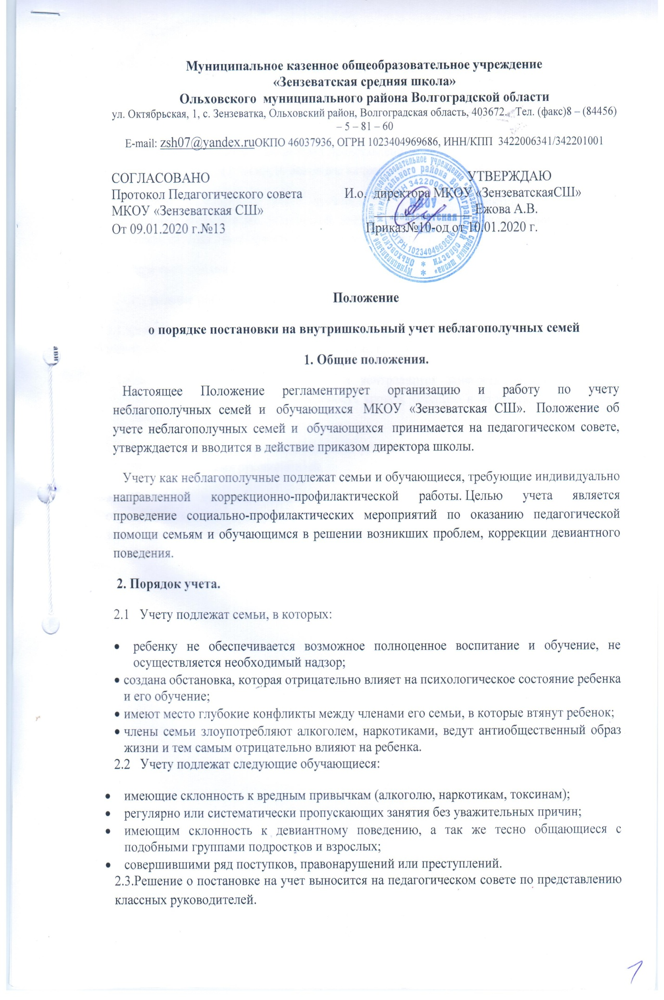 Муниципальное казенное общеобразовательное учреждение
«Зензеватская средняя школа»
Ольховского муниципального района Волгоградской области
ул. Октябрьская, 1, с. Зензеватка, Ольховский район, Волгоградская область, 403672. Тел. (факс)8 – (84456)
– 5 – 81 – 60
E-mail: zsh07@yandex.ruОКПО 46037936, ОГРН 1023404969686, ИНН/КПП 3422006341/342201001
СОГЛАСОВАНО
Протокол Педагогического совета
МКОУ «Зензеватская СШ»
От 09.01.2020 г.№13
УТВЕРЖДАЮ
И.о. директора МКОУ «ЗензеватскаяСШ»
Ежова А.В.
Приказ№10-од от 10.01.2020 г.
Муниципальное казенное общеобразовательное учреждение «Зензеватская средняя школа»
Ольховского муниципального района Волгоградской области
ОГРН 1023404969686
МКОУ
«Зензеватская
СШ»
Положение
о порядке постановки на внутришкольный учет неблагополучных семей
1. Общие положения.
Настоящее Положение регламентирует организацию и работу по учету
неблагополучных семей и обучающихся МКОУ «Зензеватская СШ». Положение об
учете неблагополучных семей и обучающихся принимается на педагогическом совете,
утверждается и вводится в действие приказом директора школы.
Учету как неблагополучные подлежат семьи и обучающиеся, требующие индивидуально
направленной коррекционно-профилактической работы. Целью учета является
проведение социально-профилактических мероприятий по оказанию педагогической
помощи семьям и обучающимся в решении возникших проблем, коррекции девиантного
поведения.
2. Порядок учета.
2.1 Учету подлежат семьи, в которых:
• ребенку не обеспечивается возможное полноценное воспитание и обучение, не
осуществляется необходимый надзор;
• создана обстановка, которая отрицательно влияет на психологическое состояние ребенка
и его обучение;
• имеют место глубокие конфликты между членами его семьи, в которые втянут ребенок;
• члены семьи злоупотребляют алкоголем, наркотиками, ведут антиобщественный образ
жизни и тем самым отрицательно влияют на ребенка.
2.2 Учету подлежат следующие обучающиеся:
• имеющие склонность к вредным привычкам (алкоголю, наркотикам, токсинам);
• регулярно или систематически пропускающих занятия без уважительных причин;
• имеющим склонность к девиантному поведению, а так же тесно общающиеся с
подобными группами подростков и взрослых;
• совершившими ряд поступков, правонарушений или преступлений.
2.3.Решение о постановке на учет выносится на педагогическом совете по представлению
классных руководителей.
ави
1